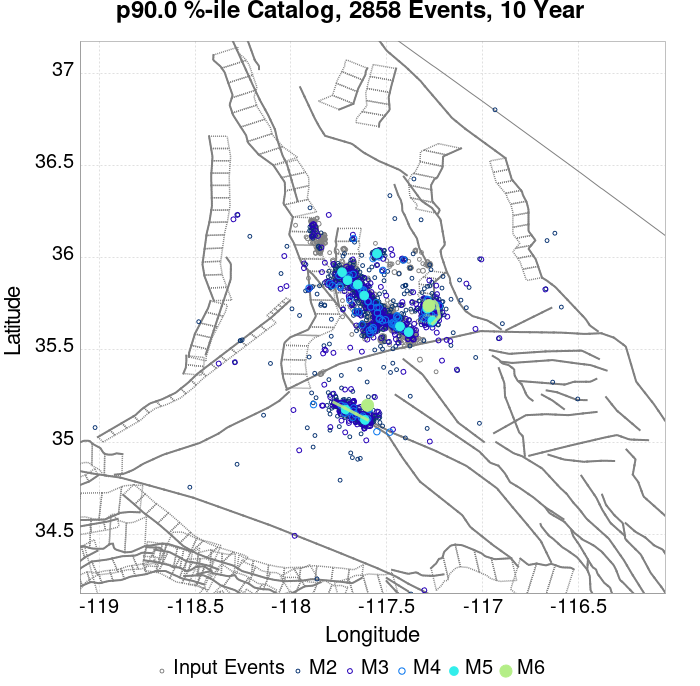 p90.0 %-ile Catalog, 2858 Events, 10 Year
37
36.5
36
35.5
35
34.5
Latitude
-119 -118.5 -118 -117.5 -117 -116.5
Longitude
Input Events M2 M3 M4 M5 M6